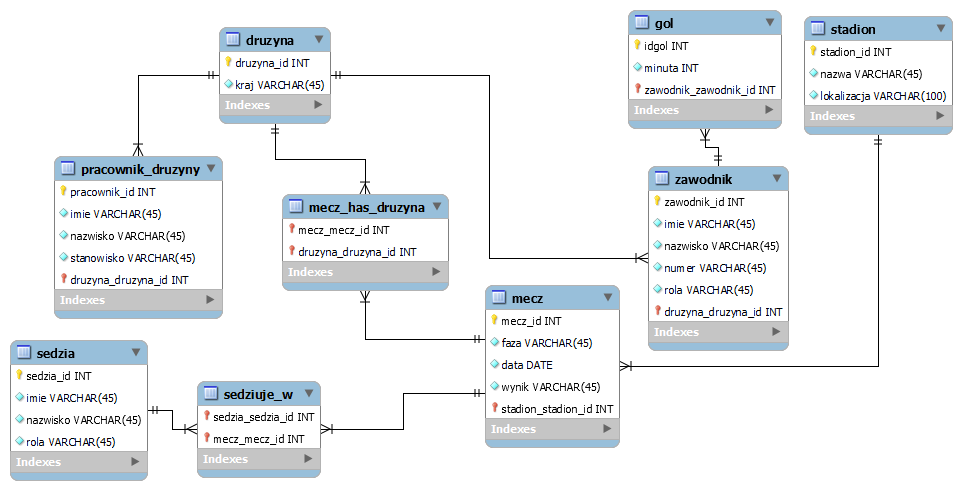 druzyna
druzyna_id INT
kraj VARCHAR(45)
Indexes
gol
idgol INT
minuta INT
zawodnik_zawodnik_id INT
Indexes
stadion
stadion_id INT
nazwa VARCHAR(45)
lokalizacja VARCHAR(100)
Indexes
pracownik_druzyny
pracownik_id INT
imie VARCHAR(45)
nazwisko VARCHAR(45)
stanowisko VARCHAR(45)
druzyna_druzyna_id INT
Indexes
mecz_has_druzyna
mecz_mecz_id INT
druzyna_druzyna_id INT
Indexes
zawodnik
zawodnik_id INT
imie VARCHAR(45)
nazwisko VARCHAR(45)
numer VARCHAR(45)
rola VARCHAR(45)
druzyna_druzyna_id INT
Indexes
mecz
mecz_id INT
faza VARCHAR(45)
data DATE
wynik VARCHAR(45)
stadion_stadion_id INT
Indexes
sedzia
sedzia_id INT
imie VARCHAR(45)
nazwisko VARCHAR(45)
rola VARCHAR(45)
Indexes
sedziuje_w
sedzia_sedzia_id INT
mecz_mecz_id INT
Indexes